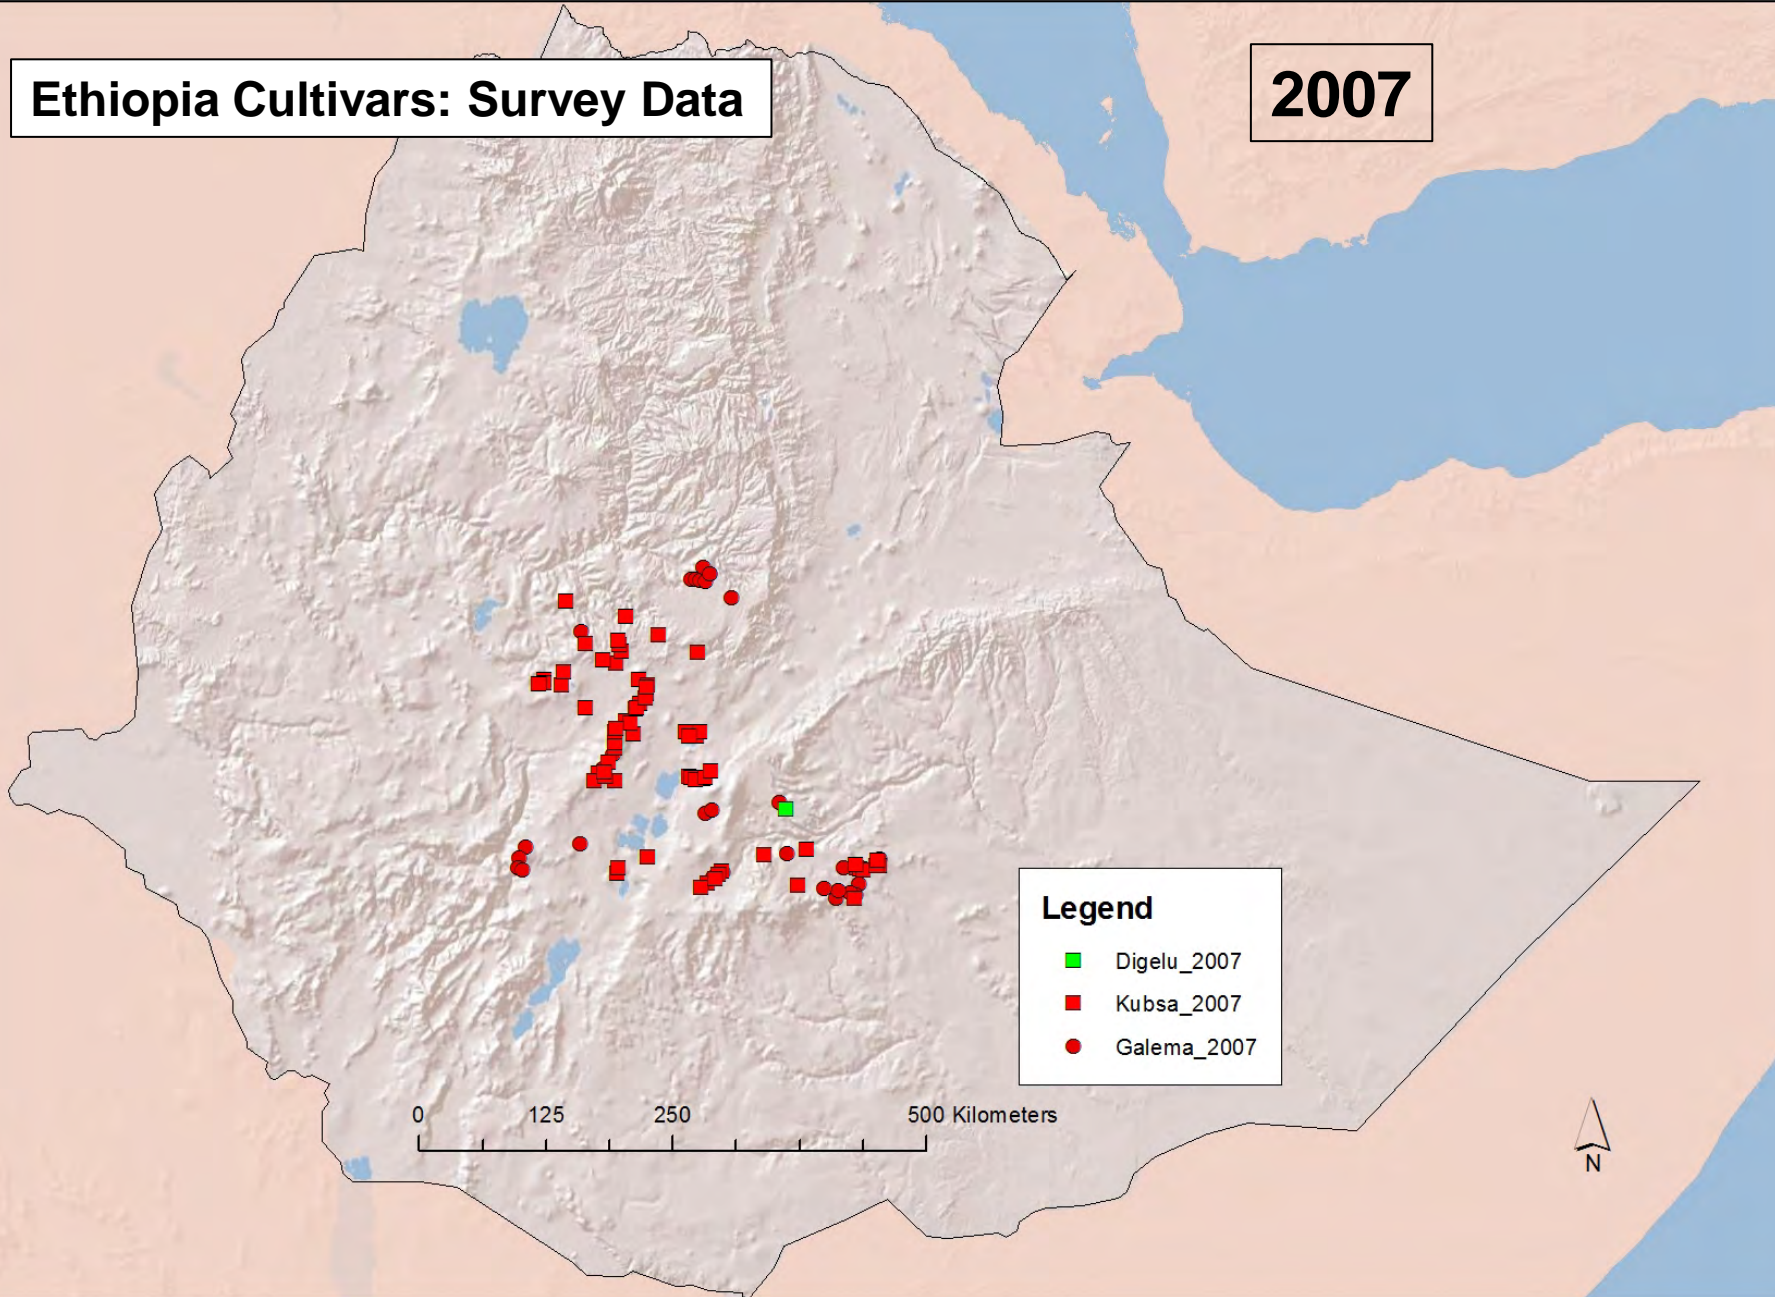 Ethiopia Cultivars: Survey Data
2007
Legend
Digelu_2007
Kubsa_2007
Galema_2007
0 125 250 500 Kilometers
N